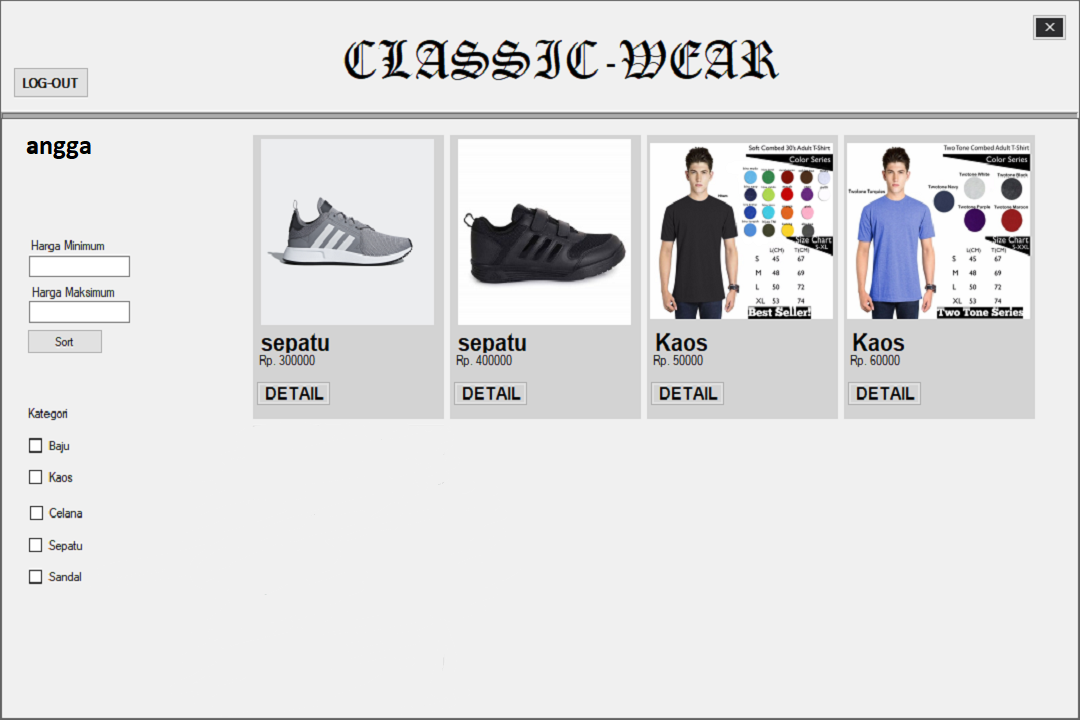 CLASSIC-WEAR
LOG-OUT
angga
Harga Minimum
Harga Maksimum
Sort
Kategori
Baju
Kaos
Celana
Sepatu
Sandal
sepatu
Rp. 300000
DETAIL
sepatu
Rp. 400000
DETAIL
Soft Combed 30's Adult T-Shirt
Color Series
Size Chart
S-XL
L(CM) T(CM)
S 45 67
M 48 69
L 50 72
XL 53 74
Best Seller!
Kaos
Rp. 50000
DETAIL
Two Tone Combed Adult T-Shirt
Color Series
Twotone White
Twotone Black
Twotone Turquies
Twotone Navy
Twotone Purple
Twotone Maroon
Size Chart
S-XXL
L(CM) T(CM)
S 45 67
M 48 69
L 50 72
XL 53 74
Two Tone Series
Kaos
Rp. 60000
DETAIL